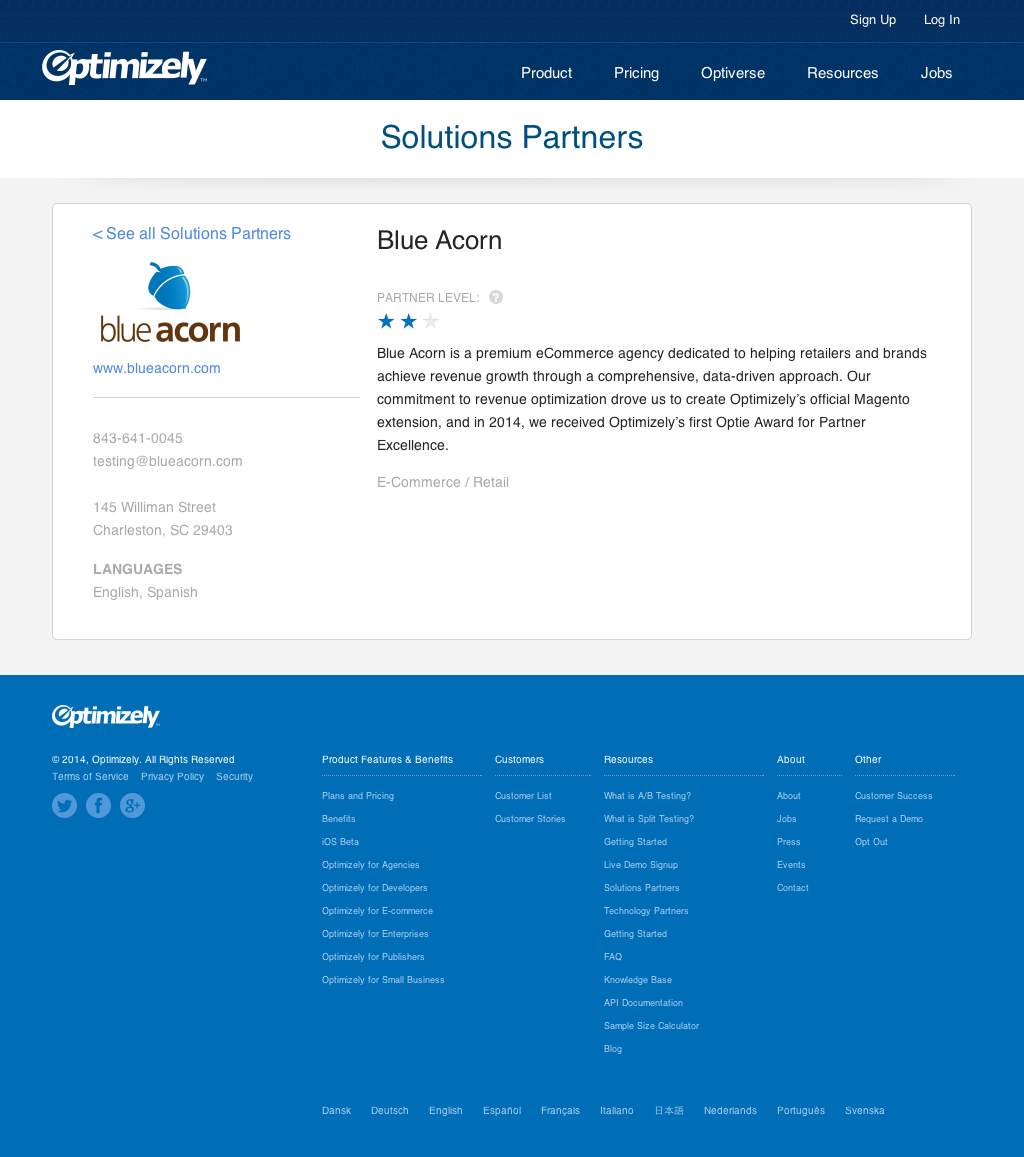 Sign Up Log In
Optimizely™
Product Pricing Optiverse Resources Jobs
Solutions Partners
< See all Solutions Partners
blue acorn
www.blueacorn.com
843-641-0045
testing@blueacorn.com
145 Williman Street
Charleston, SC 29403
LANGUAGES
English, Spanish
Blue Acorn
PARTNER LEVEL: ?
Blue Acorn is a premium eCommerce agency dedicated to helping retailers and brands
achieve revenue growth through a comprehensive, data-driven approach. Our
commitment to revenue optimization drove us to create Optimizely’s official Magento
extension, and in 2014, we received Optimizely’s first Optie Award for Partner
Excellence.
E-Commerce / Retail
Optimizely
© 2014, Optimizely. All Rights Reserved
Terms of Service Privacy Policy Security
Product Features & Benefits
Plans and Pricing
Benefits
iOS Beta
Optimizely for Agencies
Optimizely for Developers
Optimizely for E-commerce
Optimizely for Enterprises
Optimizely for Publishers
Optimizely for Small Business
Customers
Customer List
Customer Stories
Resources
What is A/B Testing?
What is Split Testing?
Getting Started
Live Demo Signup
Solutions Partners
Technology Partners
Getting Started
FAQ
Knowledge Base
API Documentation
Sample Size Calculator
Blog
About
About
Jobs
Press
Events
Contact
Other
Customer Success
Request a Demo
Opt Out
Dansk Deutsch English Español Français Italiano 日本語 Nederlands Português Svenska